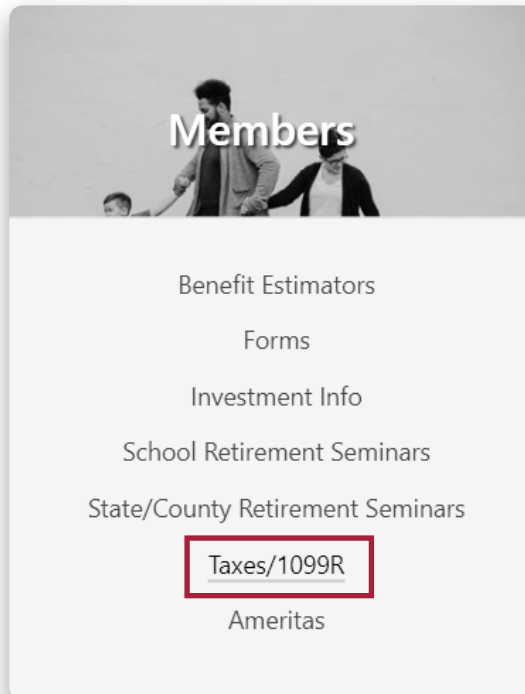 Members
Benefit Estimators
Forms
Investment Info
School Retirement Seminars
State/County Retirement Seminars
Taxes/1099R
Ameritas